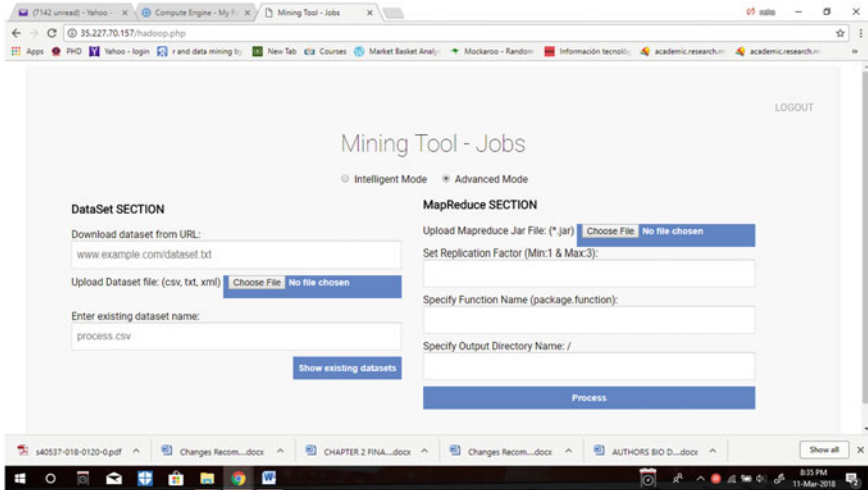 (7142 unread) - Yahoo -
Compute Engine - My Fi
Mining Tool - Jobs
35.227.70.157/hadoop.php
Apps PHD Yahoo - login r and data mining by New Tab Courses Market Basket Analy Mockaroo - Random Información tecnológ academic.research.m academic.research.m »
LOGOUT
Mining Tool - Jobs
Intelligent Mode Advanced Mode
DataSet SECTION
Download dataset from URL:
www.example.com/dataset.txt
Upload Dataset file: (csv, txt, xml) Choose File No file chosen
Enter existing dataset name:
process.csv
Show existing datasets
MapReduce SECTION
Upload Mapreduce Jar File: (*.jar) Choose File No file chosen
Set Replication Factor (Min:1 & Max:3):
Specify Function Name (package.function):
Specify Output Directory Name: /
Process
s40537-018-0120-0.pdf Changes Recom....docx CHAPTER 2 FINA....docx Changes Recom....docx AUTHORS BIO D....docx Show all
8:35 PM
11-Mar-2018